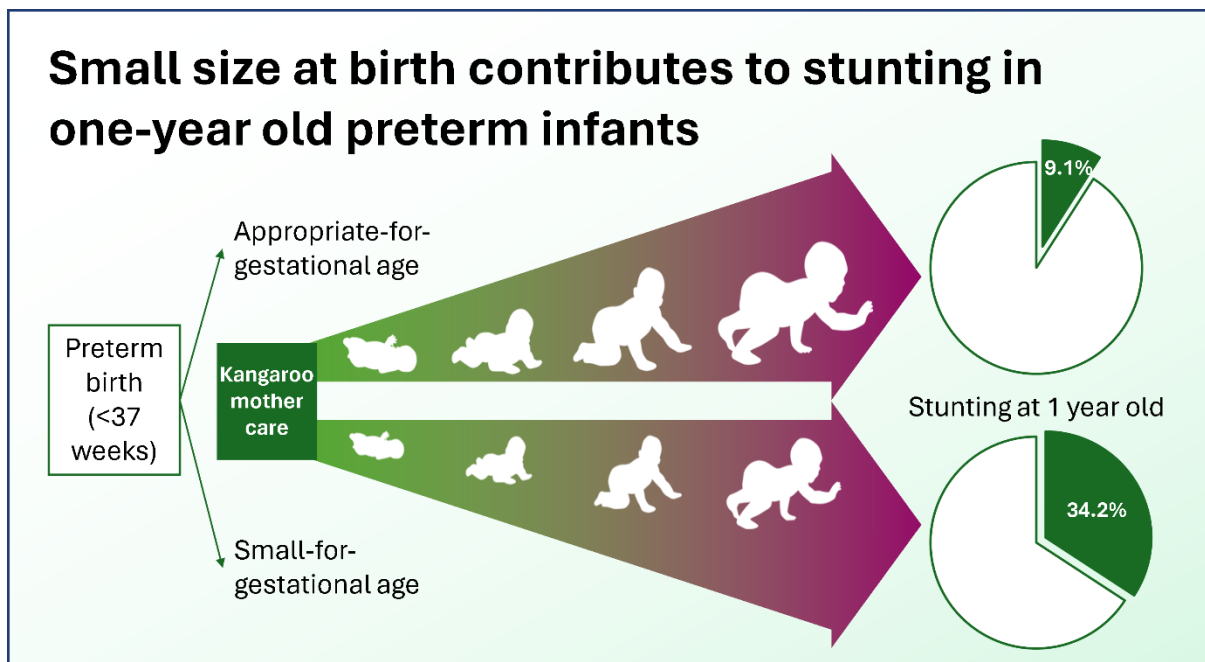 Small size at birth contributes to stunting in
one-year old preterm infants
Appropriate-for-
gestational age
Preterm
birth
(<37
weeks)
Kangaroo
mother
care
Small-for-
gestational age
9.1%
Stunting at 1 year old
34.2%